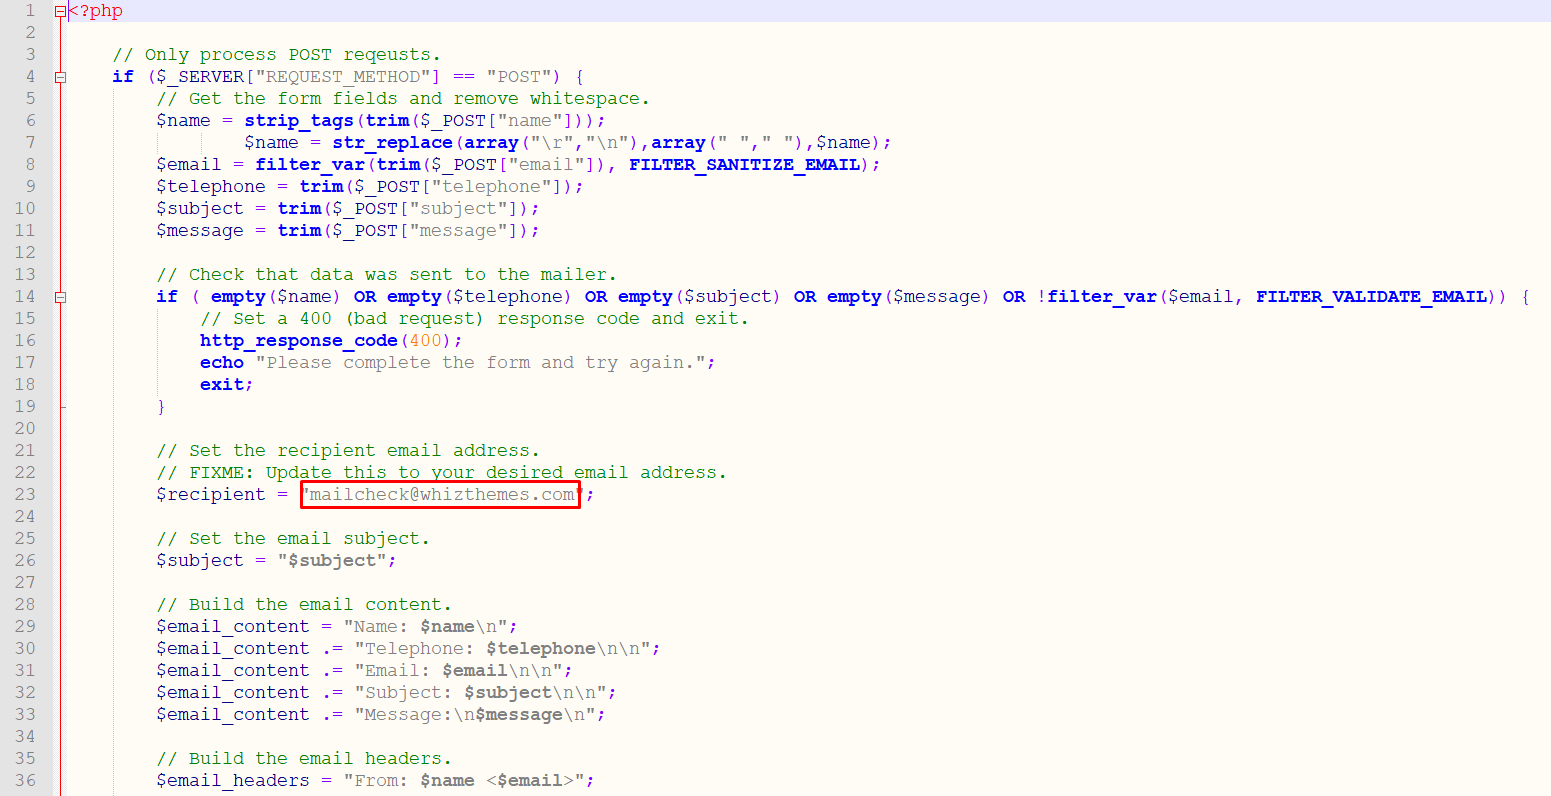 1 <?php
2
3 // Only process POST reqeusts.
4 if ($_SERVER["REQUEST_METHOD"] == "POST") {
5 // Get the form fields and remove whitespace.
6 $name = strip_tags(trim($_POST["name"]));
7 $name = str_replace(array("\r","\n"),array(" "," "),$name);
8 $email = filter_var(trim($_POST["email"]), FILTER_SANITIZE_EMAIL);
9 $telephone = trim($_POST["telephone"]);
10 $subject = trim($_POST["subject"]);
11 $message = trim($_POST["message"]);
12
13 // Check that data was sent to the mailer.
14 if ( empty($name) OR empty($telephone) OR empty($subject) OR empty($message) OR !filter_var($email, FILTER_VALIDATE_EMAIL)) {
15 // Set a 400 (bad request) response code and exit.
16 http_response_code(400);
17 echo "Please complete the form and try again.";
18 exit;
19 }
20
21 // Set the recipient email address.
22 // FIXME: Update this to your desired email address.
23 $recipient = "mailcheck@whizthemes.com";
24
25 // Set the email subject.
26 $subject = "$subject";
27
28 // Build the email content.
29 $email_content = "Name: $name\n";
30 $email_content .= "Telephone: $telephone\n\n";
31 $email_content .= "Email: $email\n\n";
32 $email_content .= "Subject: $subject\n\n";
33 $email_content .= "Message:\n$message\n";
34
35 // Build the email headers.
36 $email_headers = "From: $name <$email>";